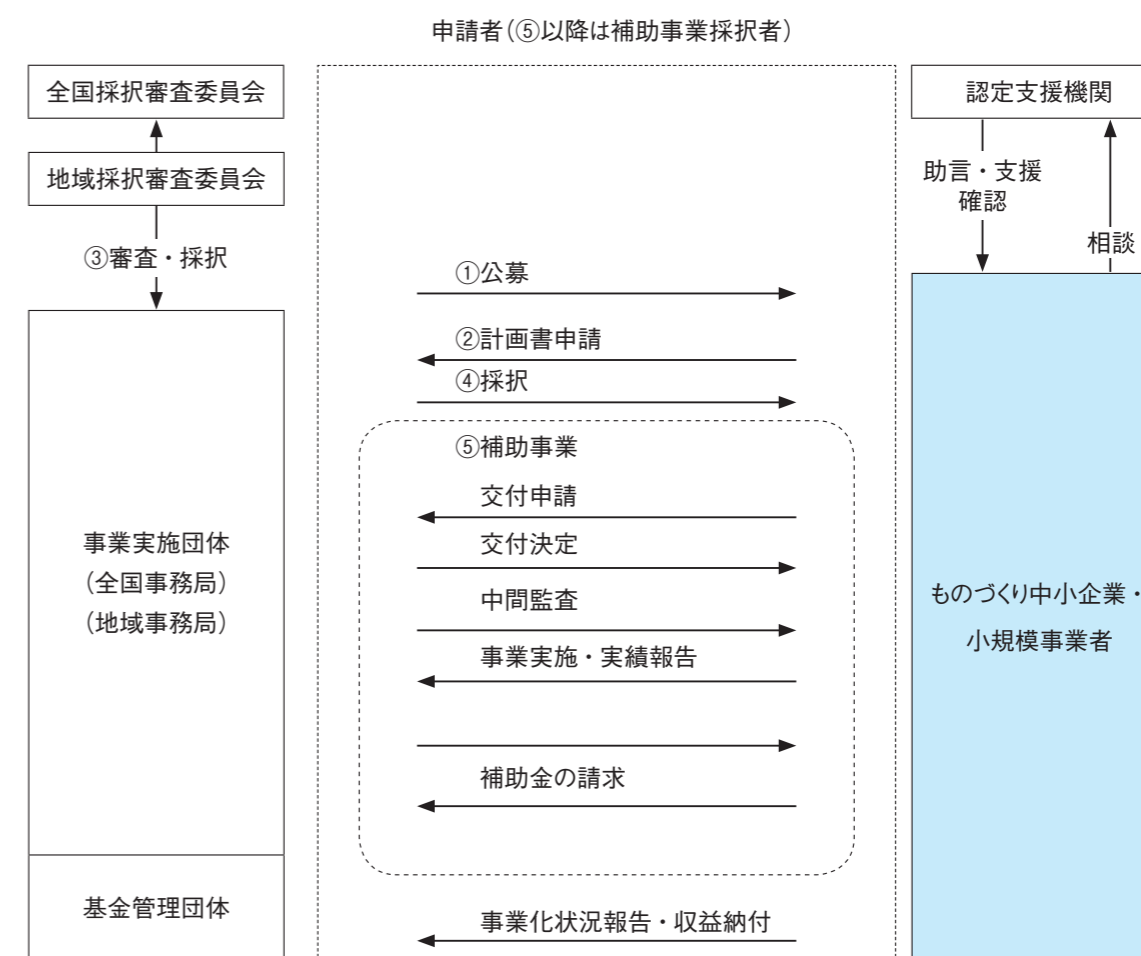 申請者（⑤以降は補助事業採択者）
全国採択審査委員会
地域採択審査委員会
③審査・採択
事業実施団体
（全国事務局）
（地域事務局）
基金管理団体
①公募
②計画書申請
④採択
⑤補助事業
交付申請
交付決定
中間監査
事業実施・実績報告
補助金の請求
事業化状況報告・収益納付
認定支援機関
助言・支援
確認
相談
ものづくり中小企業・
小規模事業者